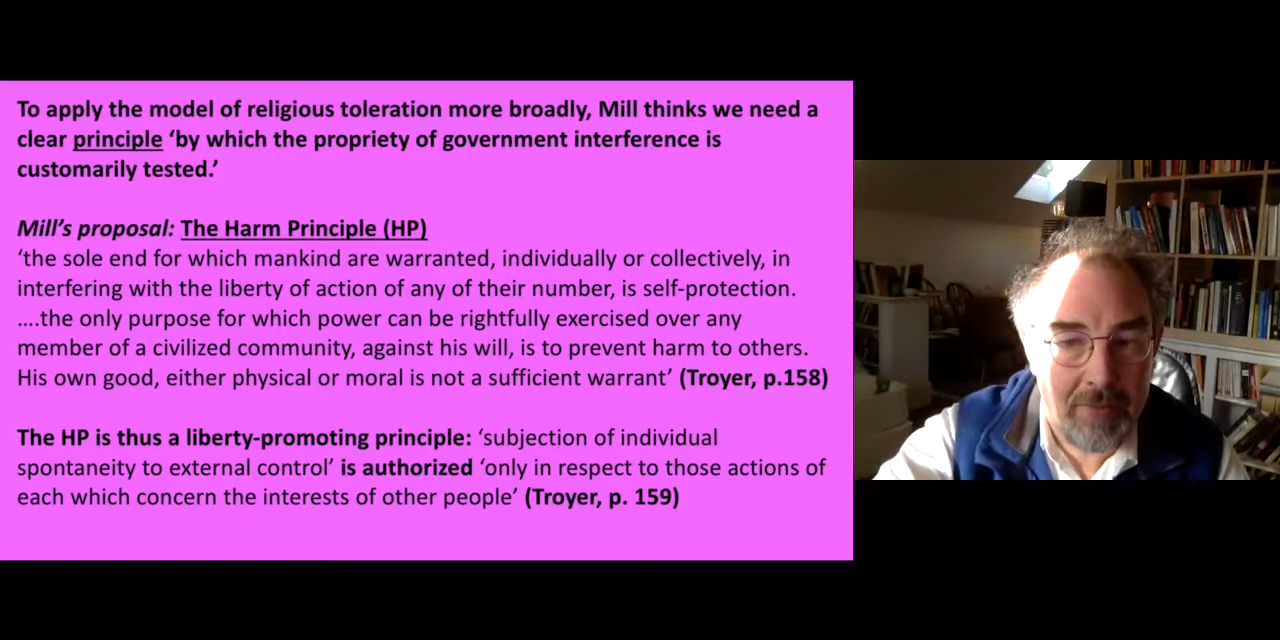 To apply the model of religious toleration more broadly, Mill thinks we need a
clear principle ‘by which the propriety of government interference is
customarily tested.’
Mill’s proposal: The Harm Principle (HP)
‘the sole end for which mankind are warranted, individually or collectively, in
interfering with the liberty of action of any of their number, is self-protection.
….the only purpose for which power can be rightfully exercised over any
member of a civilized community, against his will, is to prevent harm to others.
His own good, either physical or moral is not a sufficient warrant’ (Troyer, p.158)
The HP is thus a liberty-promoting principle: ‘subjection of individual
spontaneity to external control’ is authorized ‘only in respect to those actions of
each which concern the interests of other people’ (Troyer, p. 159)